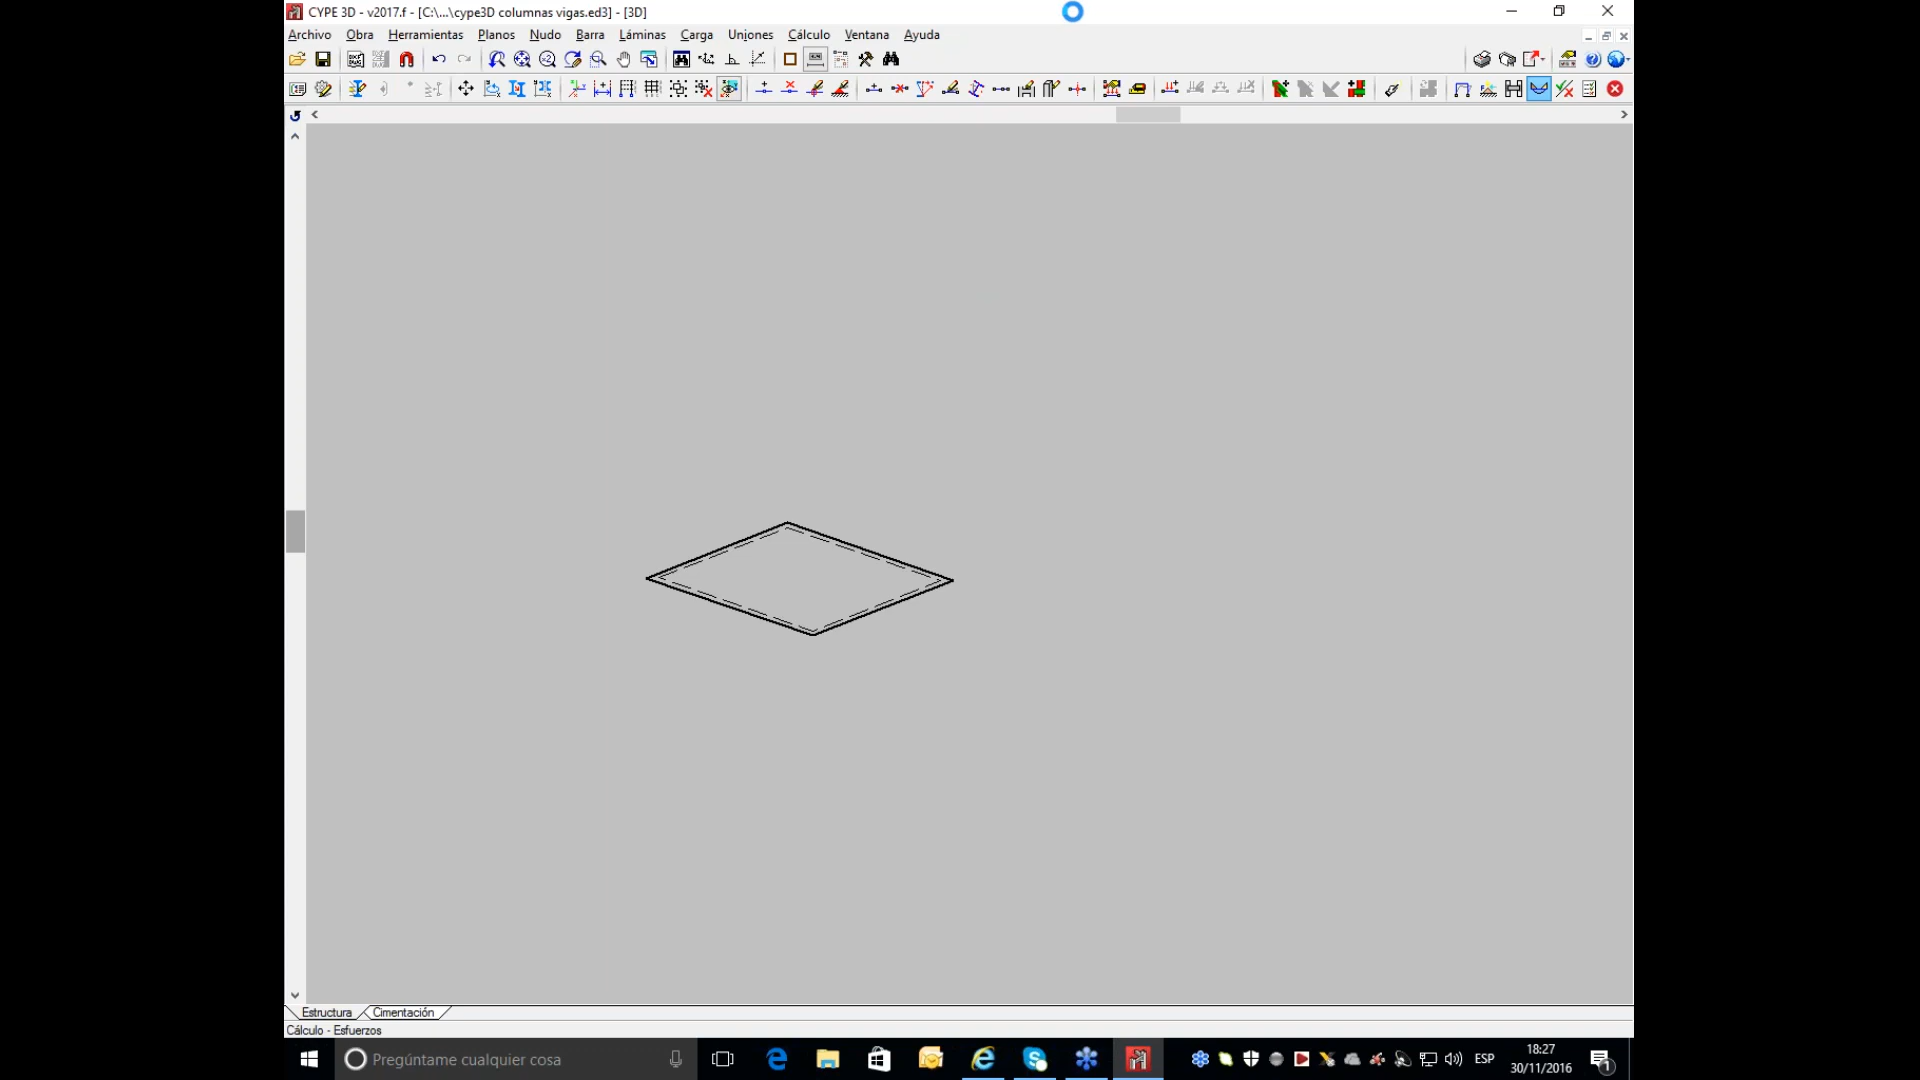 CYPE 3D - v2017.f - [C:\...\cype3D columnas vigas.ed3] - [3D]
Archivo Obra Herramientas Planos Nudo Barra Láminas Carga Uniones Cálculo Ventana Ayuda
Estructura Cimentación
Cálculo - Esfuerzos
Pregúntame cualquier cosa
ESP
18:27
30/11/2016
1